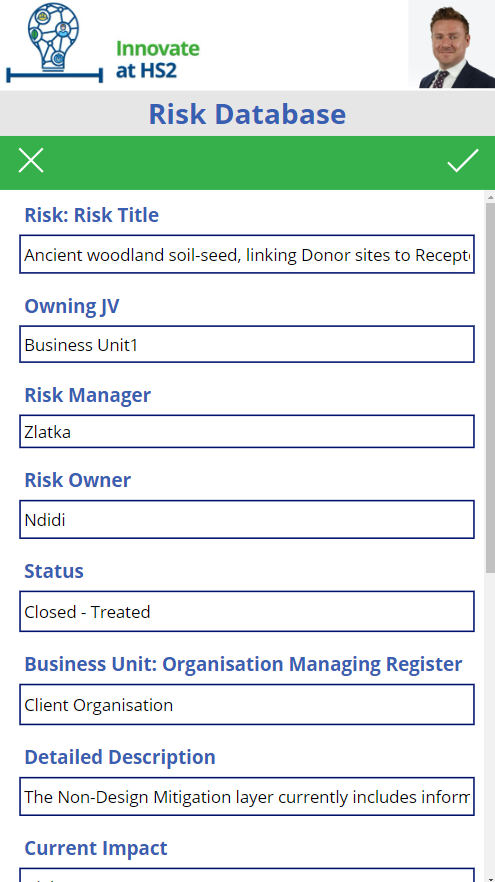 Innovate
at HS2
Risk Database
Risk: Risk Title
Ancient woodland soil-seed, linking Donor sites to Recept
Owning JV
Business Unit1
Risk Manager
Zlatka
Risk Owner
Ndidi
Status
Closed - Treated
Business Unit: Organisation Managing Register
Client Organisation
Detailed Description
The Non-Design Mitigation layer currently includes inform
Current Impact